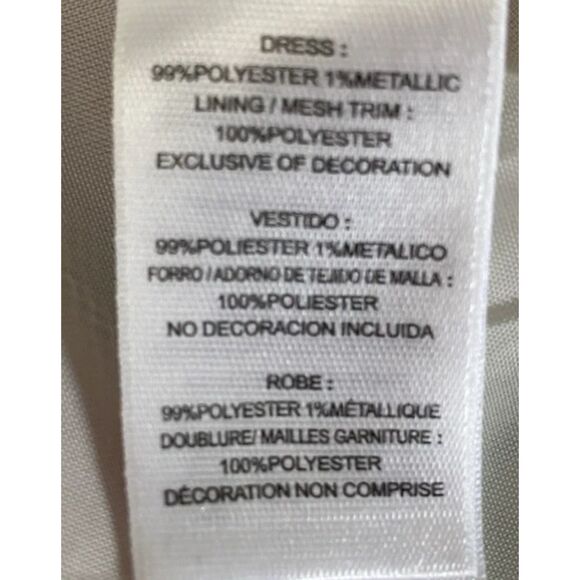 DRESS :
99%POLYESTER 1%METALLIC
LINING / MESH TRIM :
100%POLYESTER
EXCLUSIVE OF DECORATION
VESTIDO :
99%POLIESTER 1%METALICO
FORRO / ADORNO DE TEJIDO DE MALLA :
100%POLIESTER
NO DECORACION INCLUIDA
ROBE :
99%POLYESTER 1%MÉTALLIQUE
DOUBLURE/ MAILLES GARNITURE :
100%POLYESTER
DÉCORATION NON COMPRISE